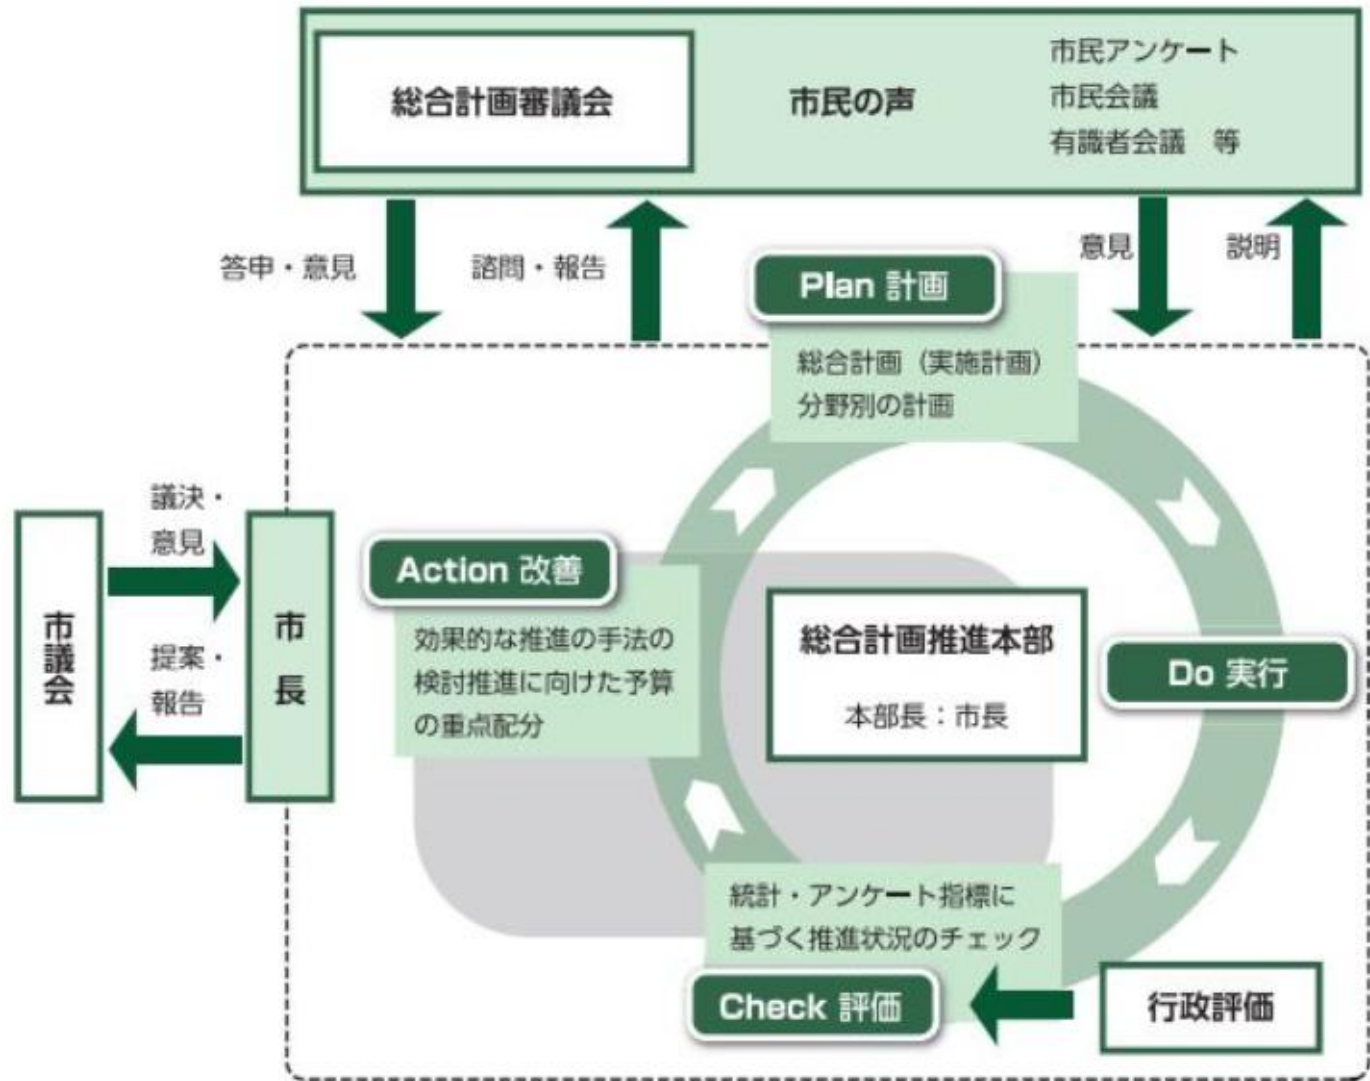 総合計画審議会
市民の声
市民アンケート
市民会議
有識者会議　等
答申・意見
諮問・報告
意見
説明
Plan 計画
総合計画（実施計画）
分野別の計画
議決・
意見
市議会
市長
提案・
報告
Action 改善
効果的な推進の手法の
検討推進に向けた予算
の重点配分
総合計画推進本部
本部長：市長
Do 実行
統計・アンケート指標に
基づく推進状況のチェック
Check 評価
行政評価